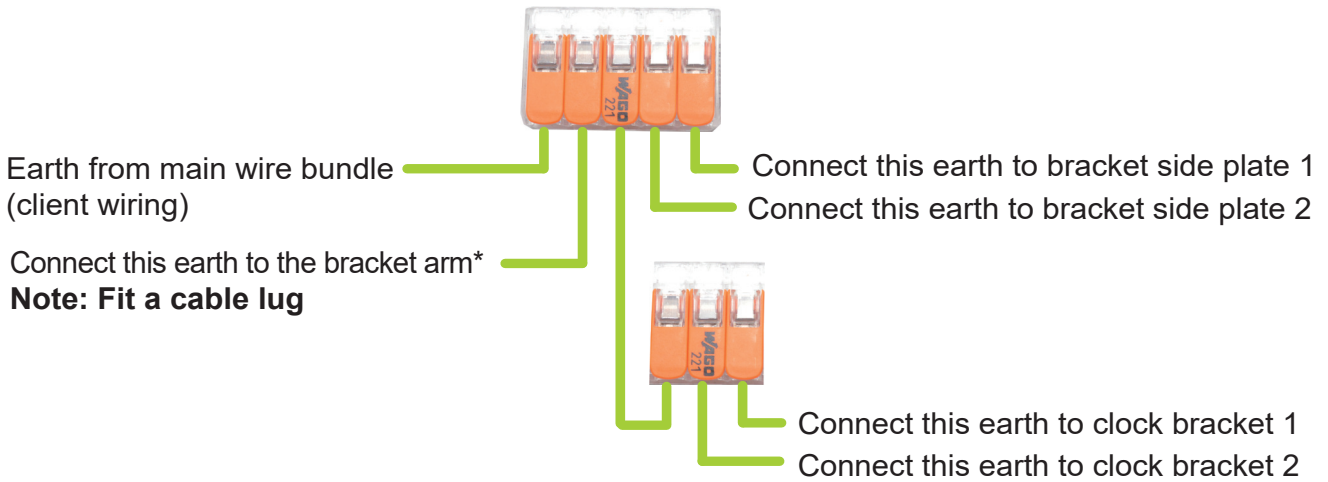 WAGO
221
Earth from main wire bundle
(client wiring)
Connect this earth to bracket side plate 1
Connect this earth to bracket side plate 2
Connect this earth to the bracket arm*
Note: Fit a cable lug
WAGO
221
Connect this earth to clock bracket 1
Connect this earth to clock bracket 2